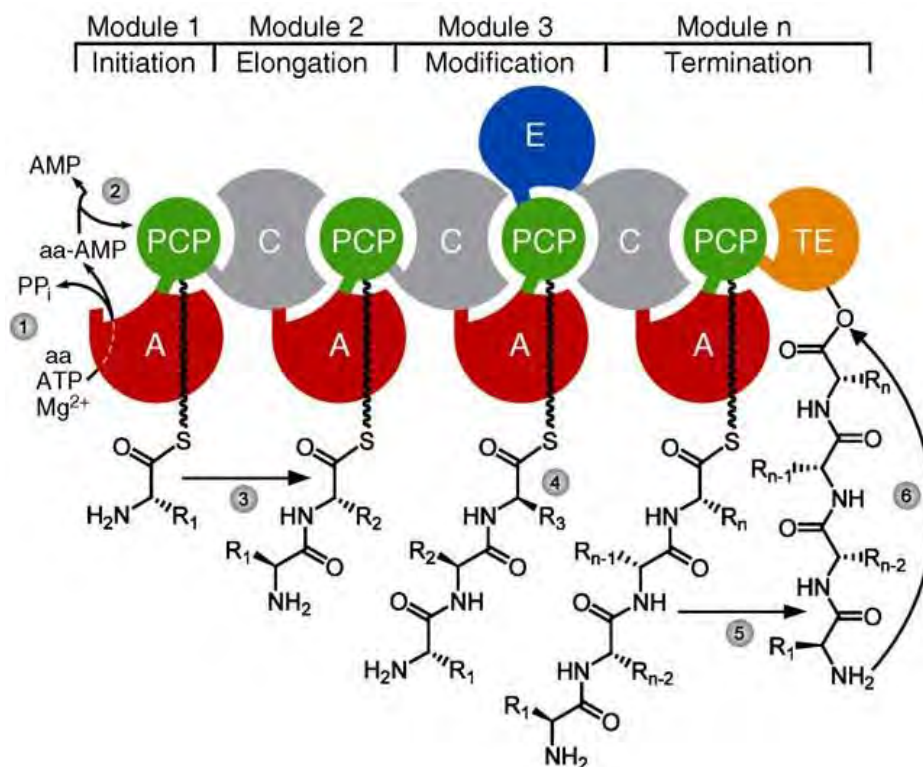 Module 1 Module 2 Module 3 Module n
Initiation Elongation Modification Termination
E
AMP
2
PCP C PCP C PCP C PCP TE
aa-AMP
PPi
1
A A A A
aa
ATP
Mg2+
O
O
Rn
HN
O
S S S S
O O O O
Rn-1
NH
6
3
4
H2N R1
HN R2
HN R3
HN Rn
O
Rn-2
R1 O
R2 O
Rn-1 O
HN
O
NH2
O NH
O NH
5
R1
NH2
H2N R1
HN Rn-2
R1 O
NH2